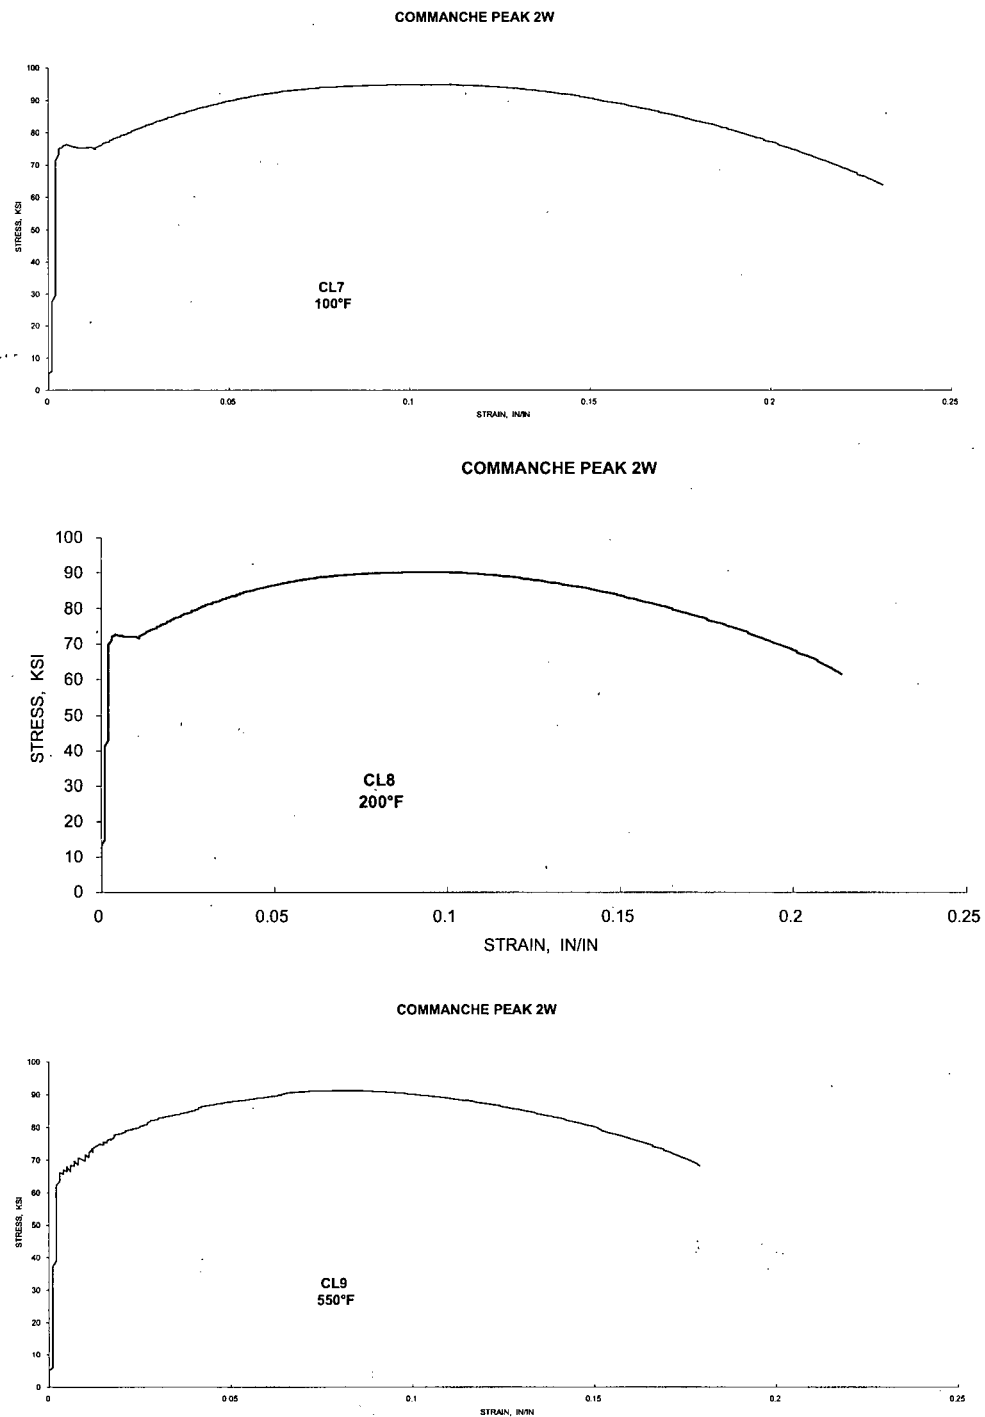 COMMANCHE PEAK 2W
100
90
80
70
60
50
40
30
20
10
0
STRESS, KSI
CL7
100°F
0 0.05 0.1 0.15 0.2 0.25
STRAIN, IN/IN
COMMANCHE PEAK 2W
100
90
80
70
60
50
40
30
20
10
0
STRESS, KSI
CL8
200°F
0 0.05 0.1 0.15 0.2 0.25
STRAIN, IN/IN
COMMANCHE PEAK 2W
100
90
80
70
60
50
40
30
20
10
0
STRESS, KSI
CL9
550°F
0 0.05 0.1 0.15 0.2 0.25
STRAIN, IN/IN